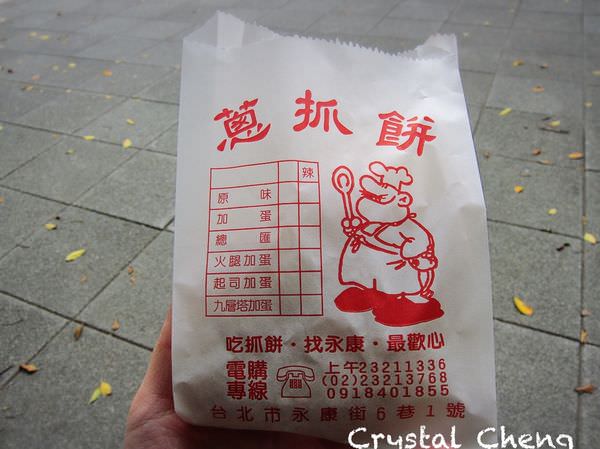 蔥抓餅
辣
原味
加蛋
總匯
火腿加蛋
起司加蛋
九層塔加蛋
吃抓餅・找永康・最歡心
電購專線
上午23211336
(02)23213768
0918401855
台北市永康街6巷1號
Crystal Cheng